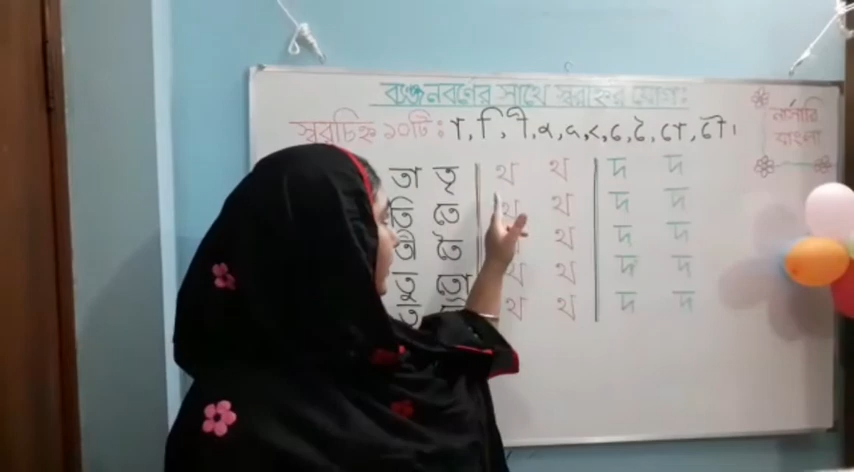 ব্যঞ্জনবর্ণের সাথে স্বরচিহ্নের যোগ:
স্বরচিহ্ন ১০টি : া, ি, ী, ু, ূ, ৃ, ে, ৈ, ো, ৌ।
নার্সারি
বাংলা
থ থ দ দ
থ থ দ দ
থ দ দ
থ থ দ দ
থ থ দ দ